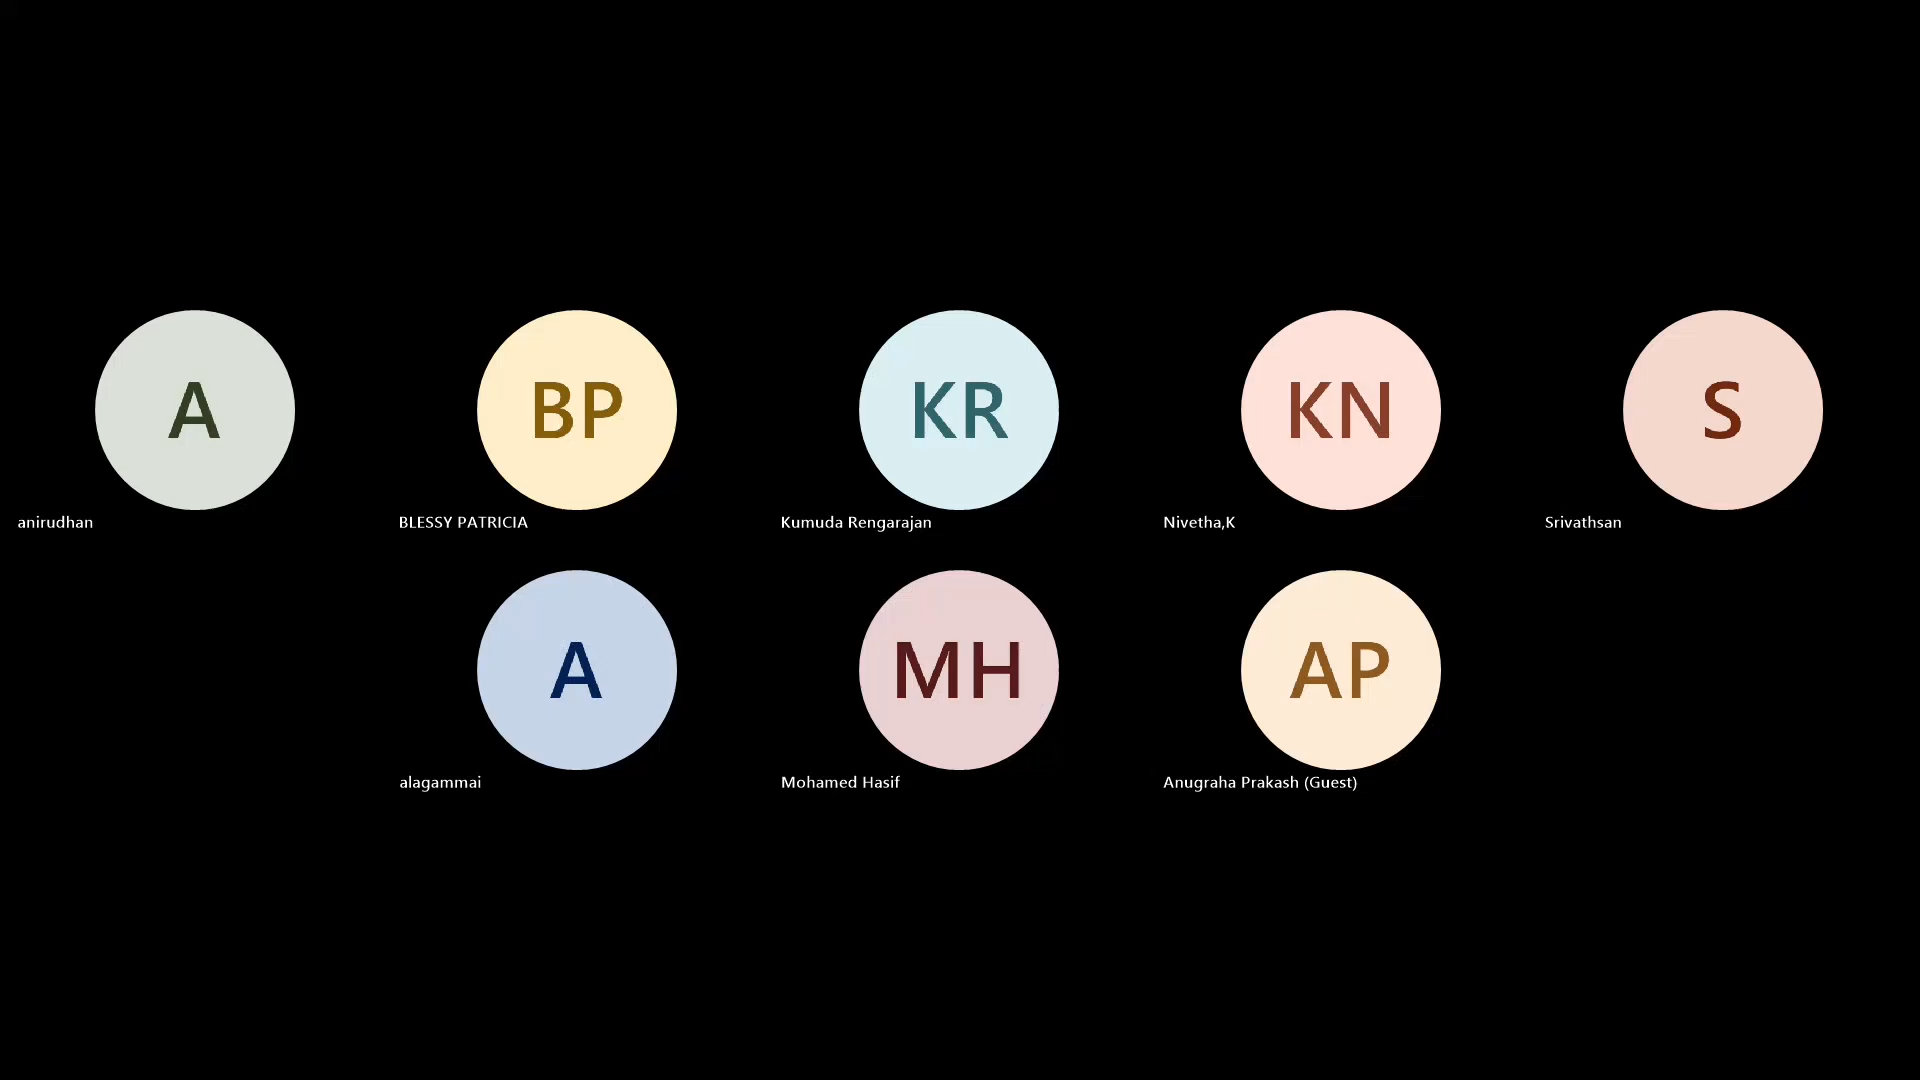 A
BP
KR
KN
S
anirudhan
BLESSY PATRICIA
Kumuda Rengarajan
Nivetha,K
Srivathsan
A
MH
AP
alagammai
Mohamed Hasif
Anugraha Prakash (Guest)